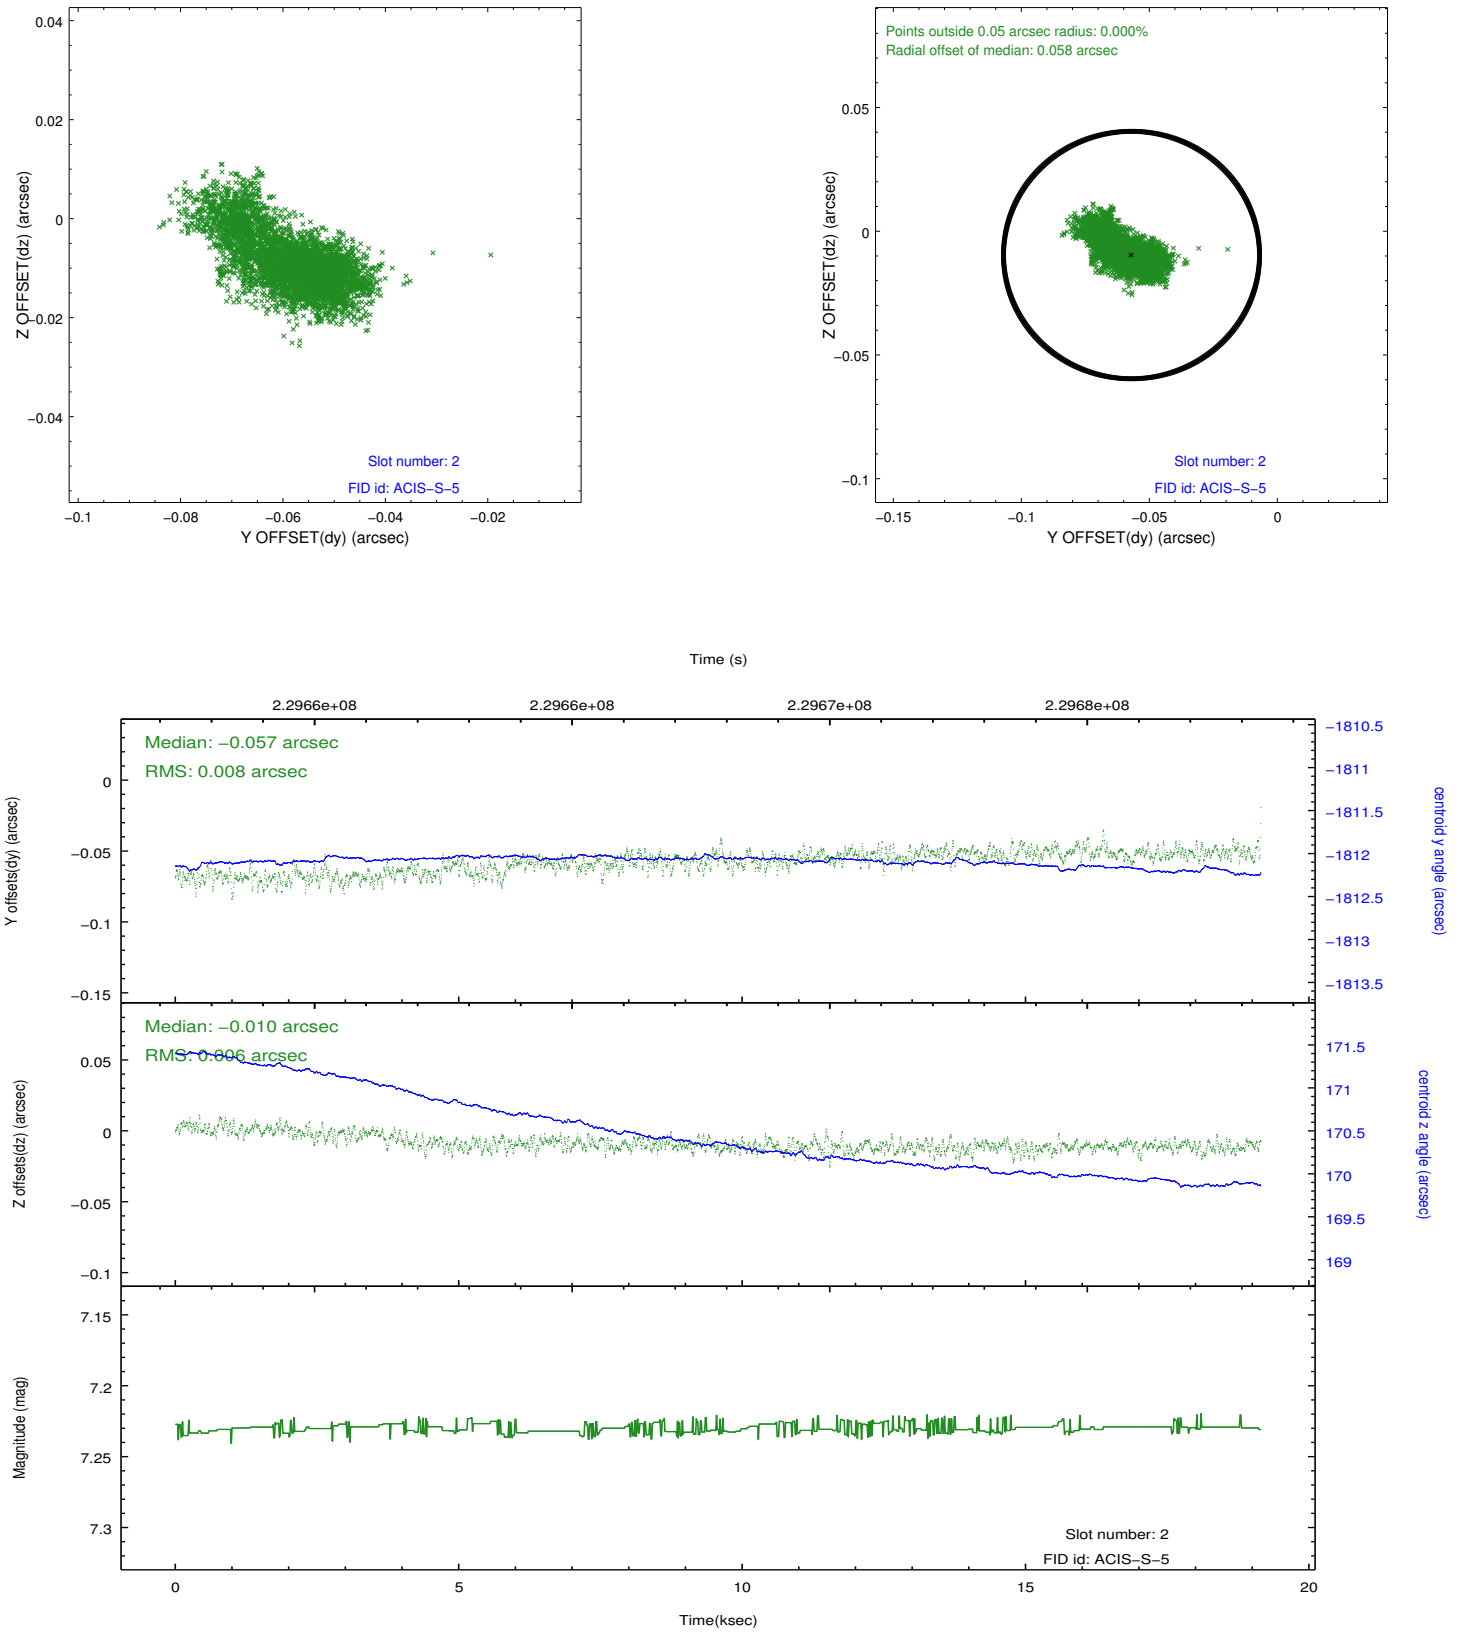 0.04
0.02
0
−0.02
−0.04
Z OFFSET(dz) (arcsec)
Slot number: 2
FID id: ACIS−S−5
−0.1
−0.08
−0.06
−0.04
−0.02
Y OFFSET(dy) (arcsec)
Points outside 0.05 arcsec radius: 0.000%
Radial offset of median: 0.058 arcsec
0.05
0
−0.05
−0.1
Z OFFSET(dz) (arcsec)
Slot number: 2
FID id: ACIS−S−5
−0.15
−0.1
−0.05
0
Y OFFSET(dy) (arcsec)
Time (s)
2.2966e+08
2.2966e+08
2.2967e+08
2.2968e+08
Median: −0.057 arcsec
RMS: 0.008 arcsec
0
−0.05
−0.1
−0.15
Y offsets(dy) (arcsec)
−1810.5
−1811
−1811.5
−1812
−1812.5
−1813
−1813.5
centroid y angle (arcsec)
Median: −0.010 arcsec
RMS: 0.006 arcsec
0.05
0
−0.05
−0.1
Z offsets(dz) (arcsec)
171.5
171
170.5
170
169.5
169
centroid z angle (arcsec)
7.15
7.2
7.25
7.3
Magnitude (mag)
Slot number: 2
FID id: ACIS−S−5
0
5
10
15
20
Time(ksec)